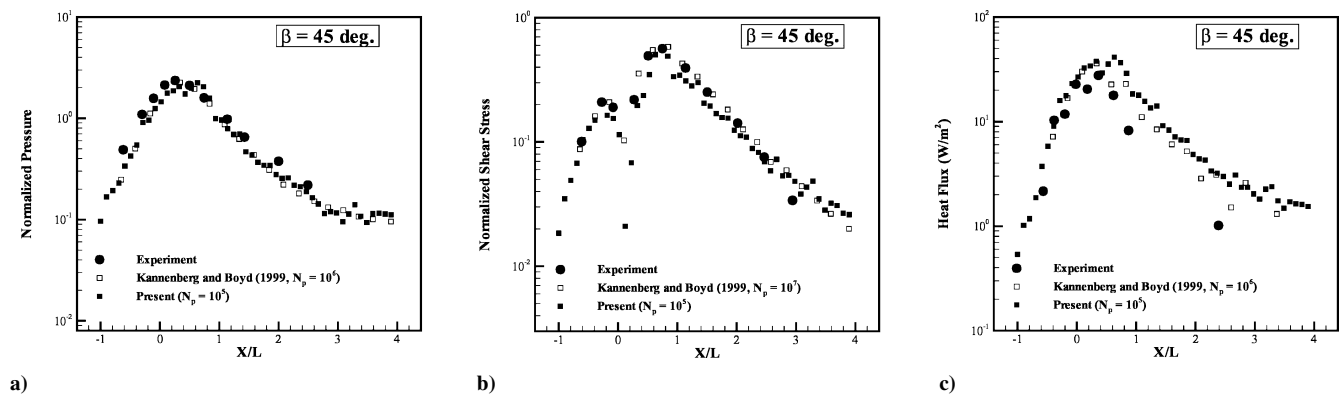 10¹
10⁰
10⁻¹
10⁻²
Normalized Pressure
β = 45 deg.
Experiment
Kannenberg and Boyd (1999, Nₚ = 10⁶)
Present (Nₚ = 10⁵)
-1 0 1 2 3 4
X/L
a)
10⁰
10⁻¹
10⁻²
Normalized Shear Stress
β = 45 deg.
Experiment
Kannenberg and Boyd (1999, Nₚ = 10⁷)
Present (Nₚ = 10⁵)
-1 0 1 2 3 4
X/L
b)
10²
10¹
10⁰
10⁻¹
Heat Flux (W/m²)
β = 45 deg.
Experiment
Kannenberg and Boyd (1999, Nₚ = 10⁶)
Present (Nₚ = 10⁵)
-1 0 1 2 3 4
X/L
c)